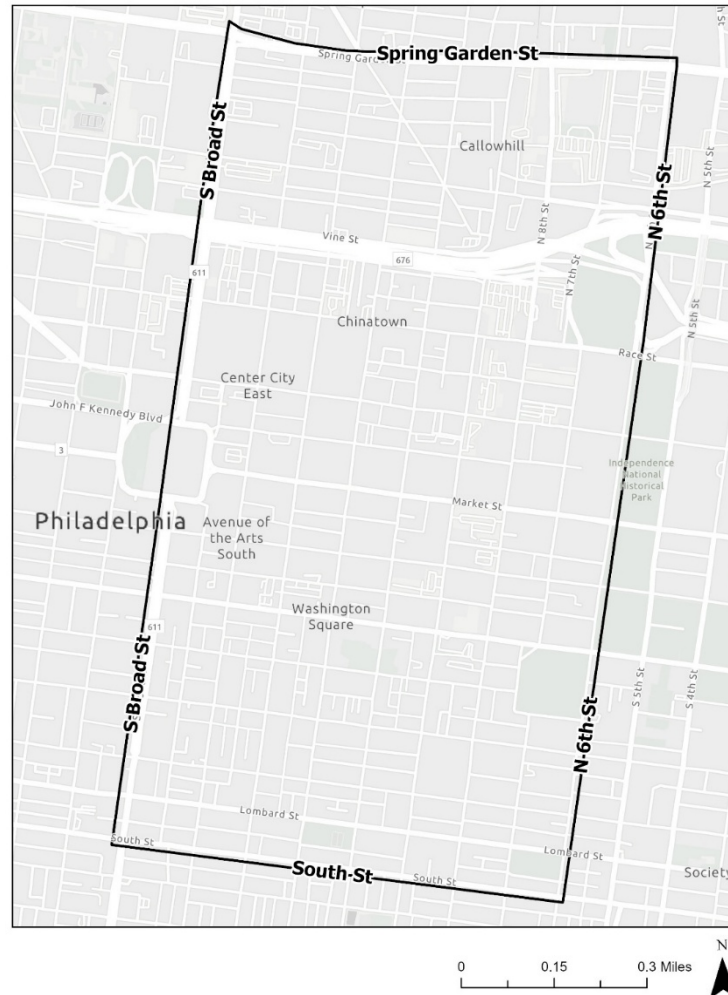 Spring Garden St
Spring Garden St
S Broad St
Callowhill
N 5th St
N 6th St
N 8th St
Vine St
676
N 7th St
611
Chinatown
N 5th St
Race St
Center City
East
John F Kennedy Blvd
3
Independence
National
Historical
Park
Market St
Philadelphia
Avenue of
the Arts
South
Washington
Square
611
S Broad St
S 5th St
S 4th St
N 6th St
Lombard St
South St
Lombard St
South St
South St
Society
N
0 0.15 0.3 Miles